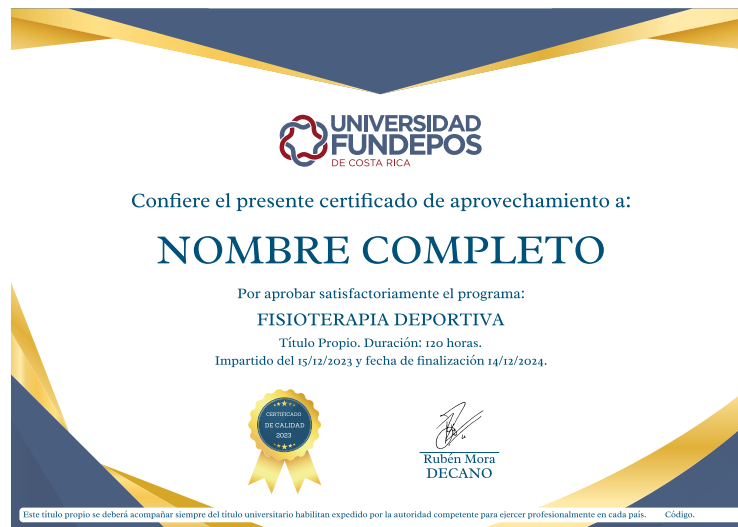 UNIVERSIDAD
FUNDEPOS
DE COSTA RICA
Confiere el presente certificado de aprovechamiento a:
NOMBRE COMPLETO
Por aprobar satisfactoriamente el programa:
FISIOTERAPIA DEPORTIVA
Título Propio. Duración: 120 horas.
Impartido del 15/12/2023 y fecha de finalización 14/12/2024.
CERTIFICADO
DE CALIDAD
2023
Rubén Mora
DECANO
Este título propio se deberá acompañar siempre del título universitario habilitan expedido por la autoridad competente para ejercer profesionalmente en cada país. Código.